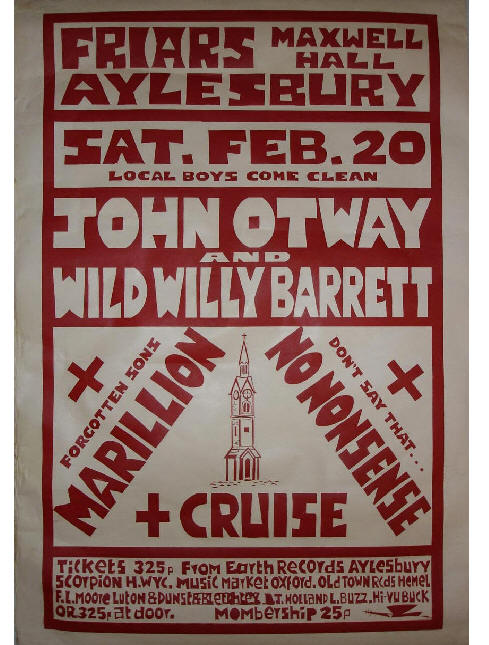 FRIARS MAXWELL HALL
AYLESBURY
SAT. FEB. 20
LOCAL BOYS COME CLEAN
JOHN OTWAY
AND
WILD WILLY BARRETT
+ FORGOTTEN SONS
MARILLION
+ DON'T SAY THAT...
NO NONSENSE
+ CRUISE
TICKETS 325p FROM EARTH RECORDS AYLESBURY
SCORPION H.WYC. MUSIC MARKET OXFORD. OLD TOWN RCDS HEMEL
F.L. MOORE LUTON & DUNSTABLE BLETCHLEY T. HOLLAND L. BUZZ. HI-VU BUCK
OR 325p at door. MOMBERSHIP 25p